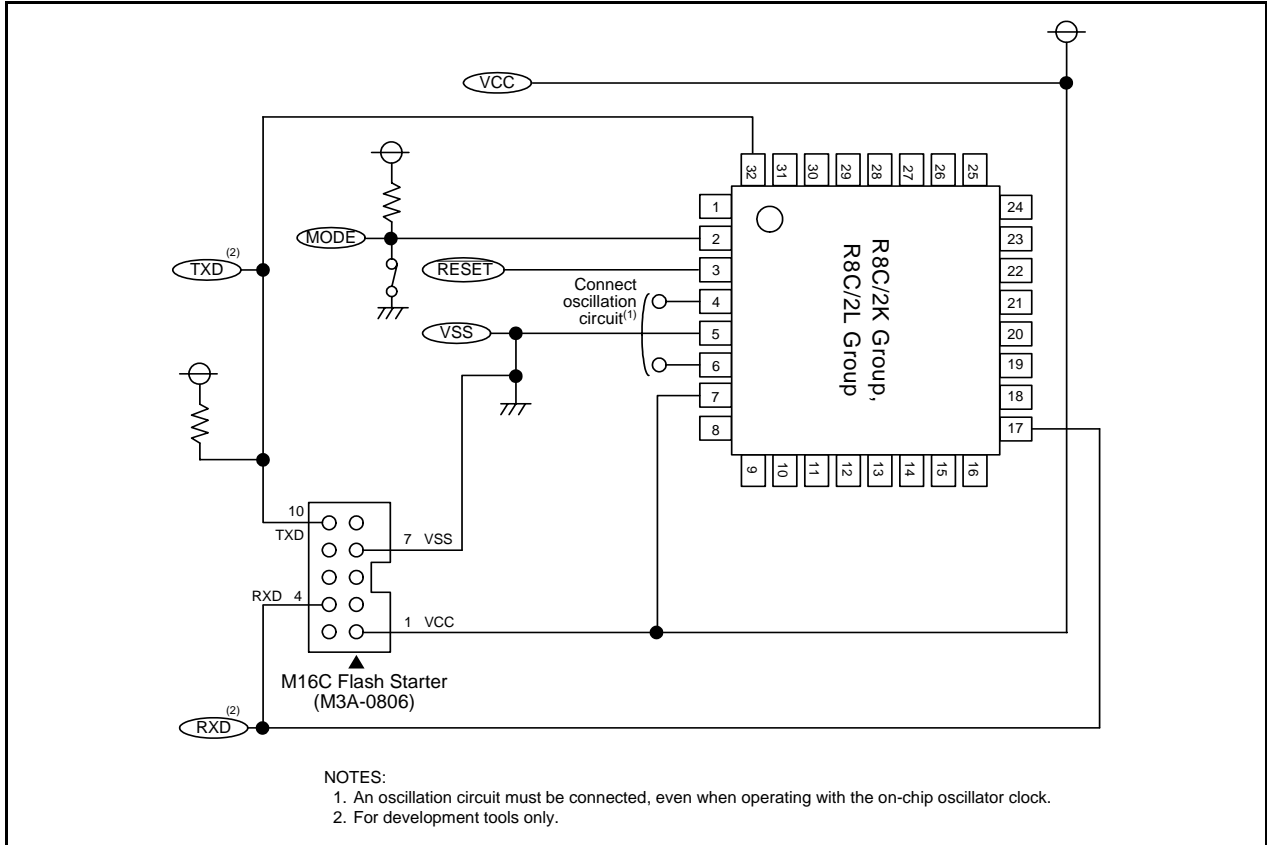 VCC
32
31
30
29
28
27
26
25
1
2
3
4
5
6
7
8
24
23
22
21
20
19
18
17
9
10
11
12
13
14
15
16
R8C/2K Group,
R8C/2L Group
MODE
TXD (2)
RESET
Connect
oscillation
circuit(1)
VSS
10
TXD
7 VSS
RXD 4
1 VCC
M16C Flash Starter
(M3A-0806)
RXD (2)
NOTES:
1. An oscillation circuit must be connected, even when operating with the on-chip oscillator clock.
2. For development tools only.